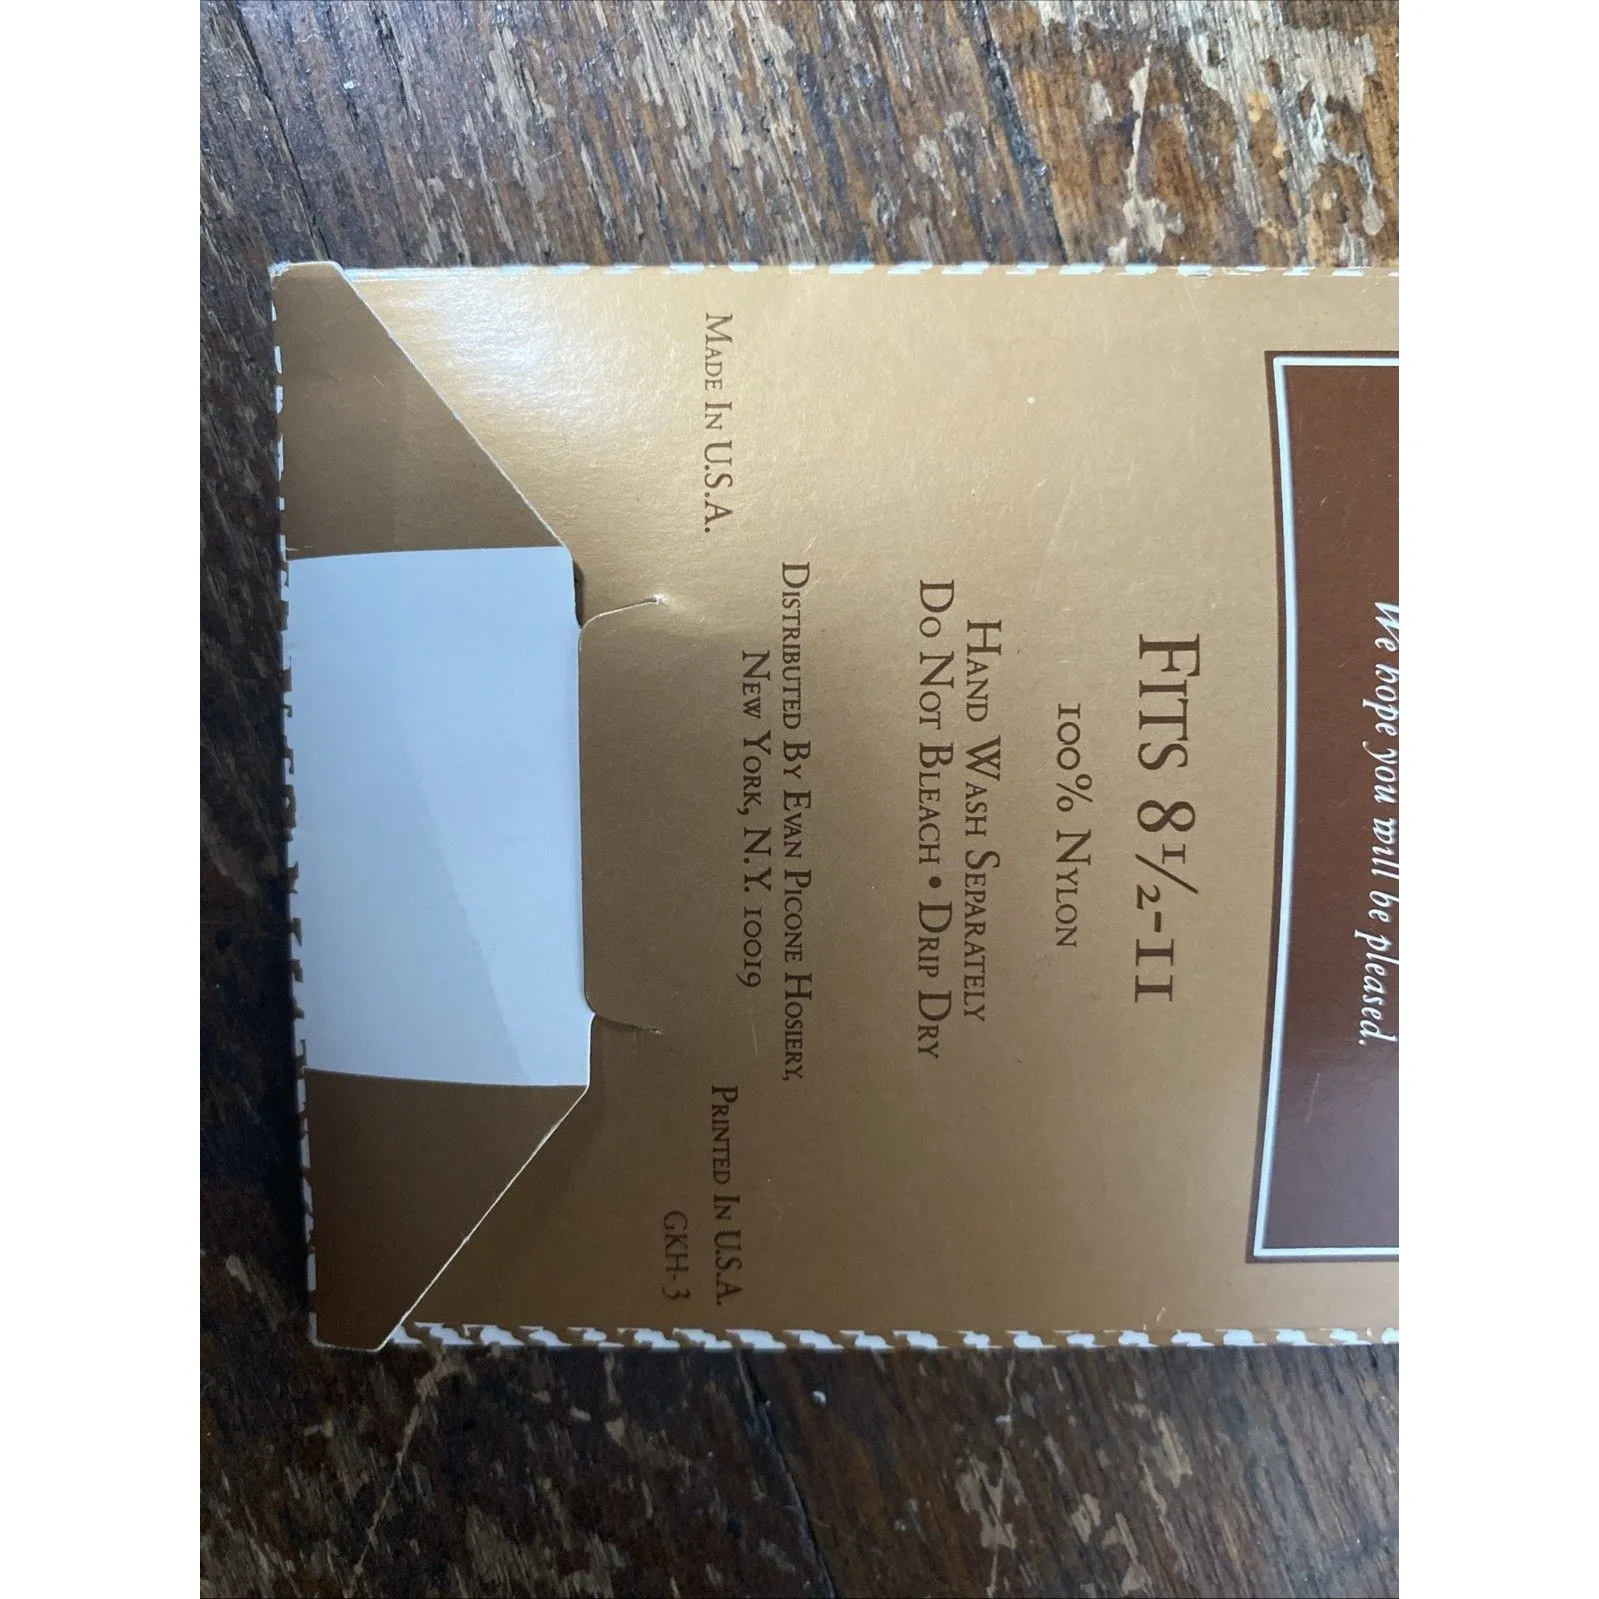 We hope you will be pleased.
FITS 8½-11
100% NYLON
HAND WASH SEPARATELY
DO NOT BLEACH • DRIP DRY
DISTRIBUTED BY EVAN PICONE HOSIERY,
NEW YORK, N.Y. 10019
MADE IN U.S.A.
PRINTED IN U.S.A.
GKH-3